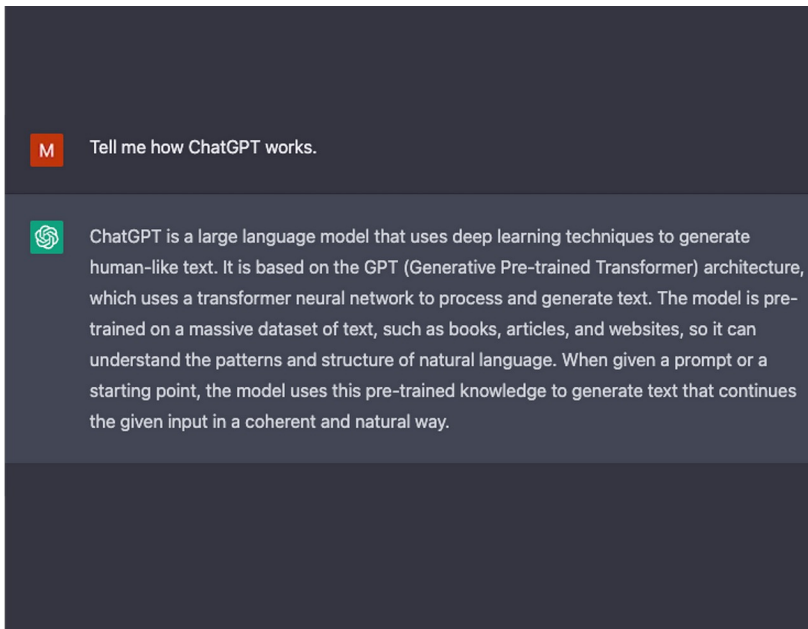 M
Tell me how ChatGPT works.
ChatGPT is a large language model that uses deep learning techniques to generate
human-like text. It is based on the GPT (Generative Pre-trained Transformer) architecture,
which uses a transformer neural network to process and generate text. The model is pre-
trained on a massive dataset of text, such as books, articles, and websites, so it can
understand the patterns and structure of natural language. When given a prompt or a
starting point, the model uses this pre-trained knowledge to generate text that continues
the given input in a coherent and natural way.